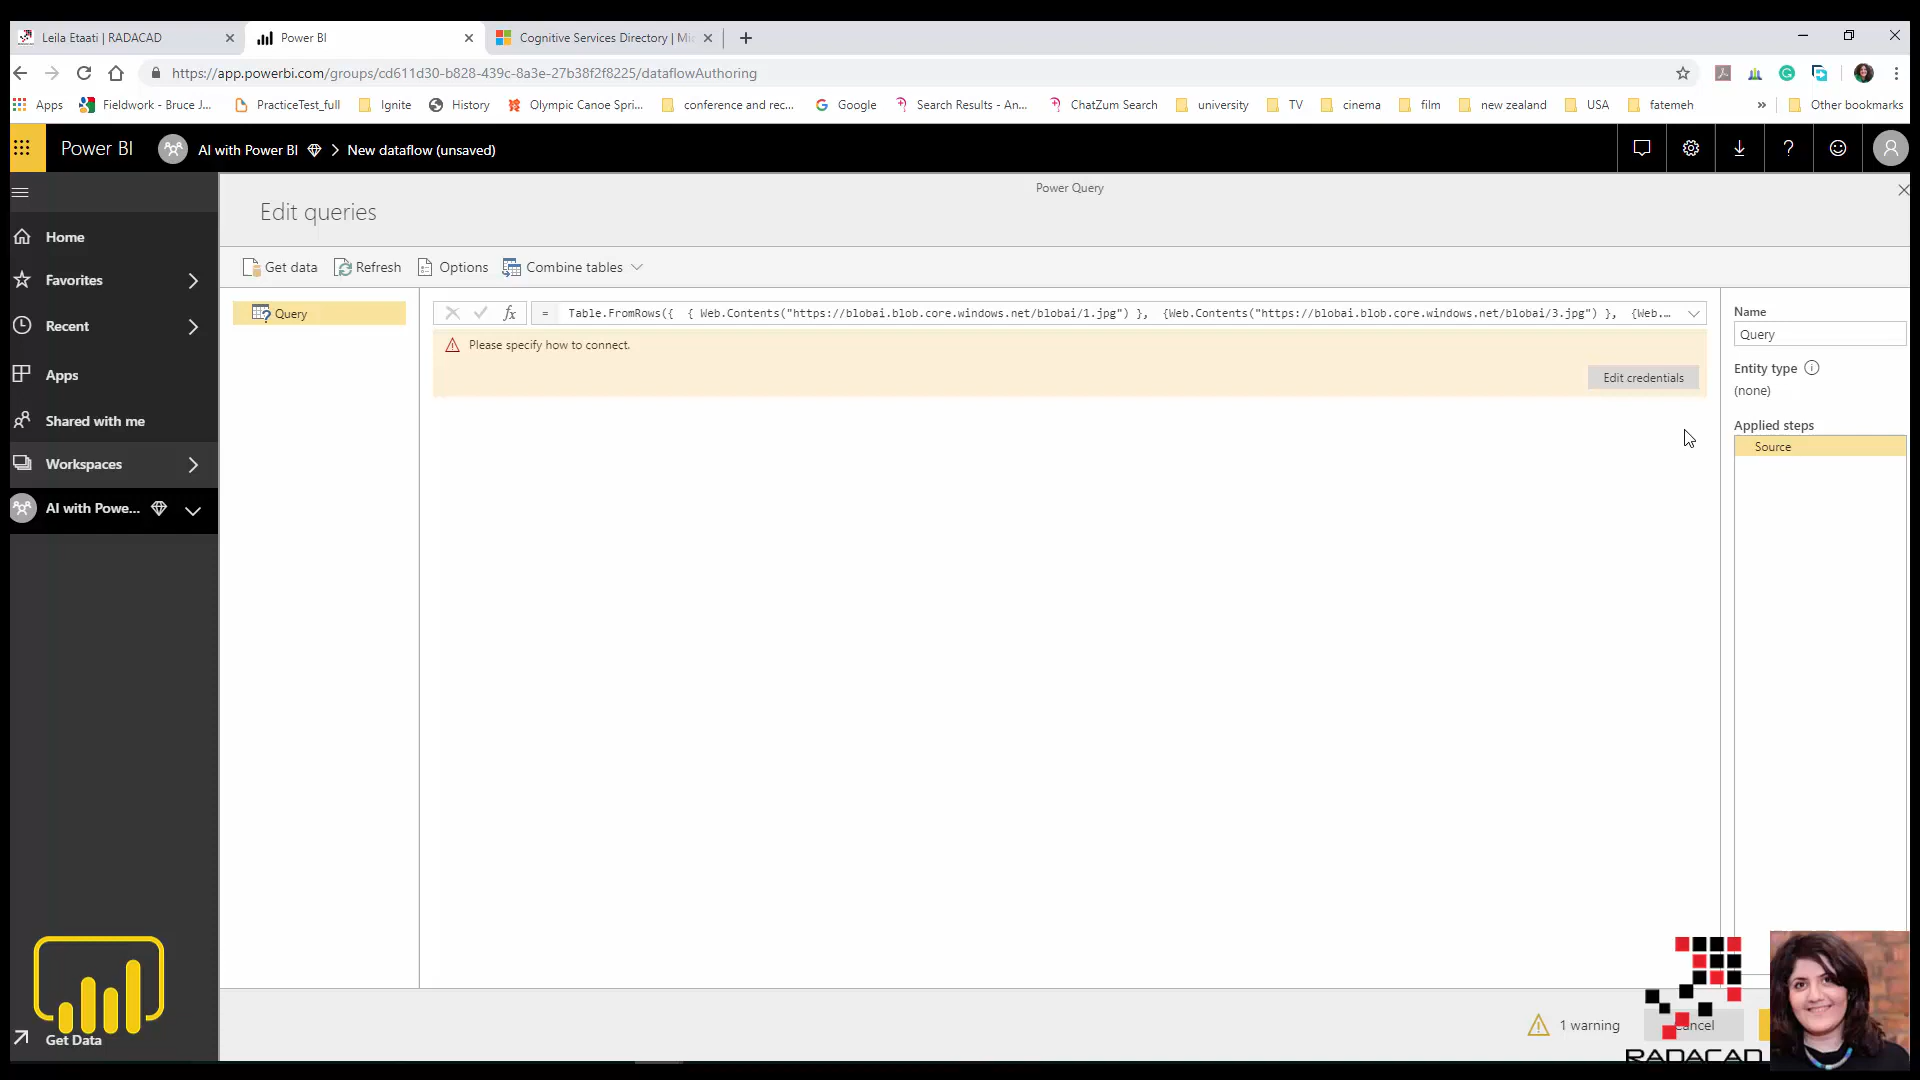 Leila Etaati | RADACAD
Power BI
Cognitive Services Directory | Mi
https://app.powerbi.com/groups/cd611d30-b828-439c-8a3e-27b38f2f8225/dataflowAuthoring
Apps
Fieldwork - Bruce J...
PracticeTest_full
Ignite
History
Olympic Canoe Spri...
conference and rec...
Google
Search Results - An...
ChatZum Search
university
TV
cinema
film
new zealand
USA
fatemeh
»
Other bookmarks
Power BI
AI with Power BI
New dataflow (unsaved)
Power Query
Edit queries
Home
Favorites
Recent
Apps
Shared with me
Workspaces
AI with Powe...
Get Data
Get data
Refresh
Options
Combine tables
Query
fx
= Table.FromRows({ { Web.Contents("https://blobai.blob.core.windows.net/blobai/1.jpg") }, {Web.Contents("https://blobai.blob.core.windows.net/blobai/3.jpg") }, {Web....
Please specify how to connect.
Edit credentials
Name
Query
Entity type
(none)
Applied steps
Source
1 warning
RADACAD